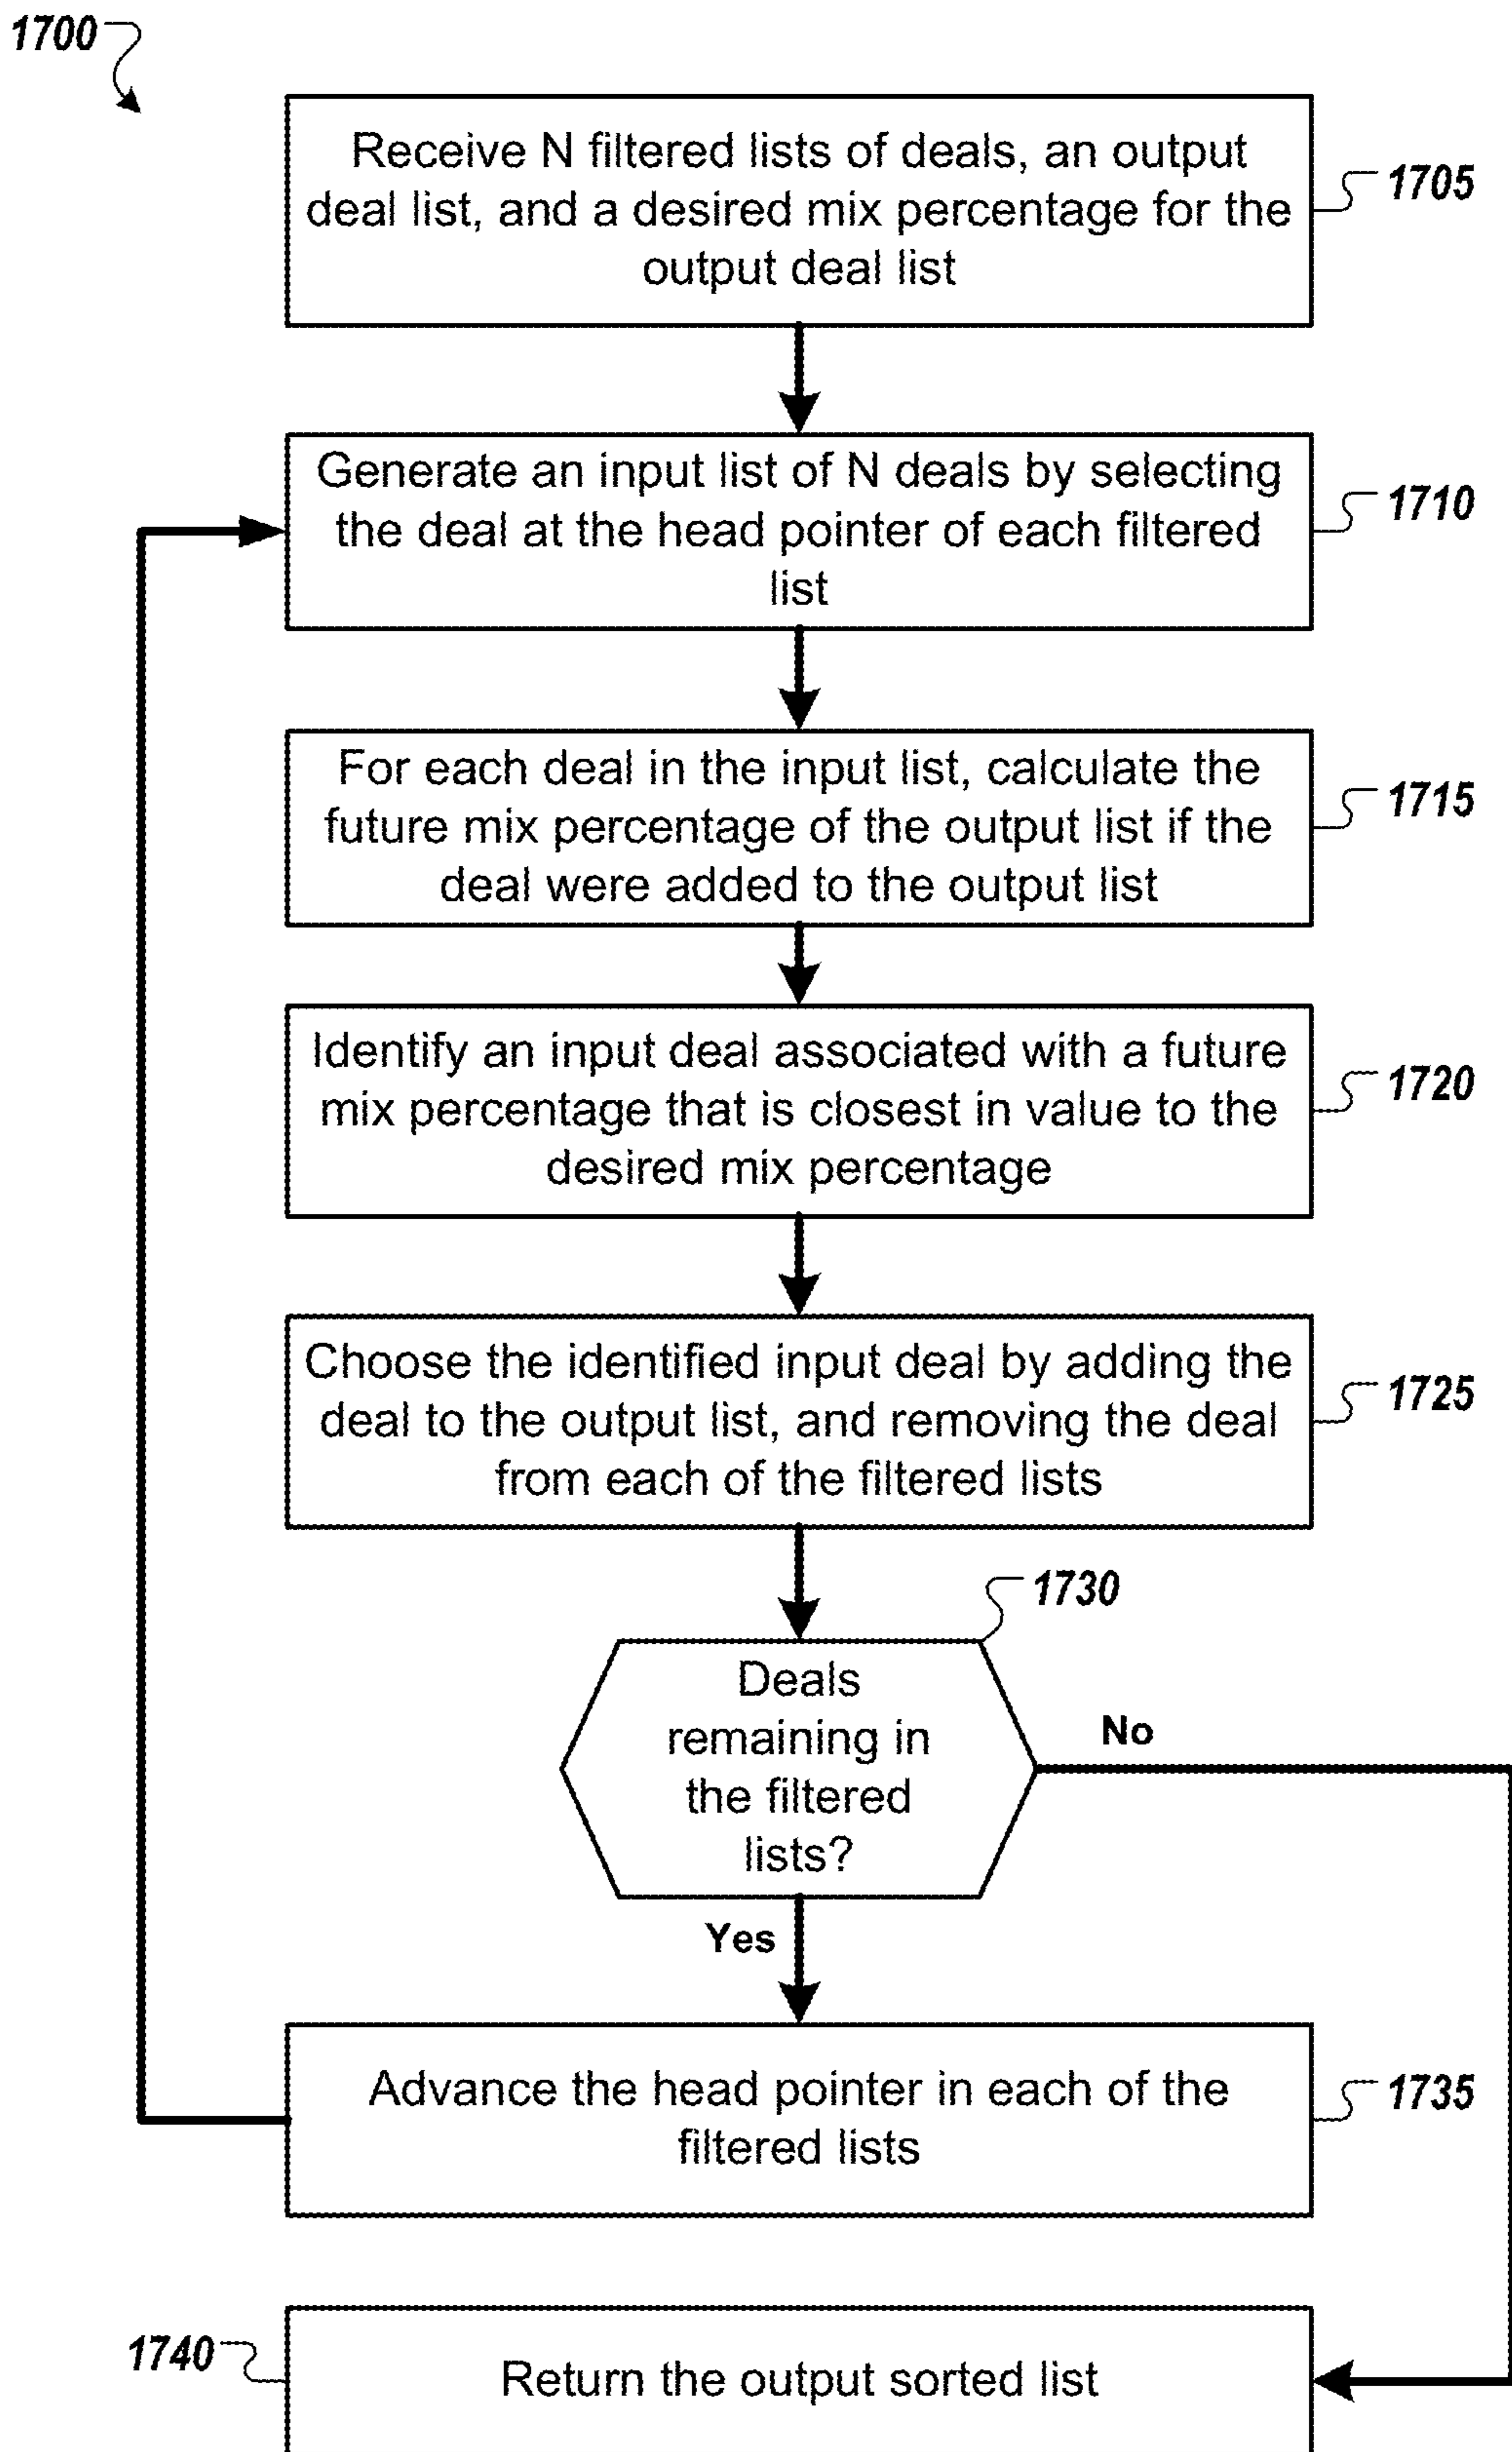 1700
Receive N filtered lists of deals, an output
deal list, and a desired mix percentage for the
output deal list
1705
Generate an input list of N deals by selecting
the deal at the head pointer of each filtered
list
1710
For each deal in the input list, calculate the
future mix percentage of the output list if the
deal were added to the output list
1715
Identify an input deal associated with a future
mix percentage that is closest in value to the
desired mix percentage
1720
Choose the identified input deal by adding the
deal to the output list, and removing the deal
from each of the filtered lists
1725
1730
Deals
remaining in
the filtered
lists?
No
Yes
Advance the head pointer in each of the
filtered lists
1735
1740
Return the output sorted list